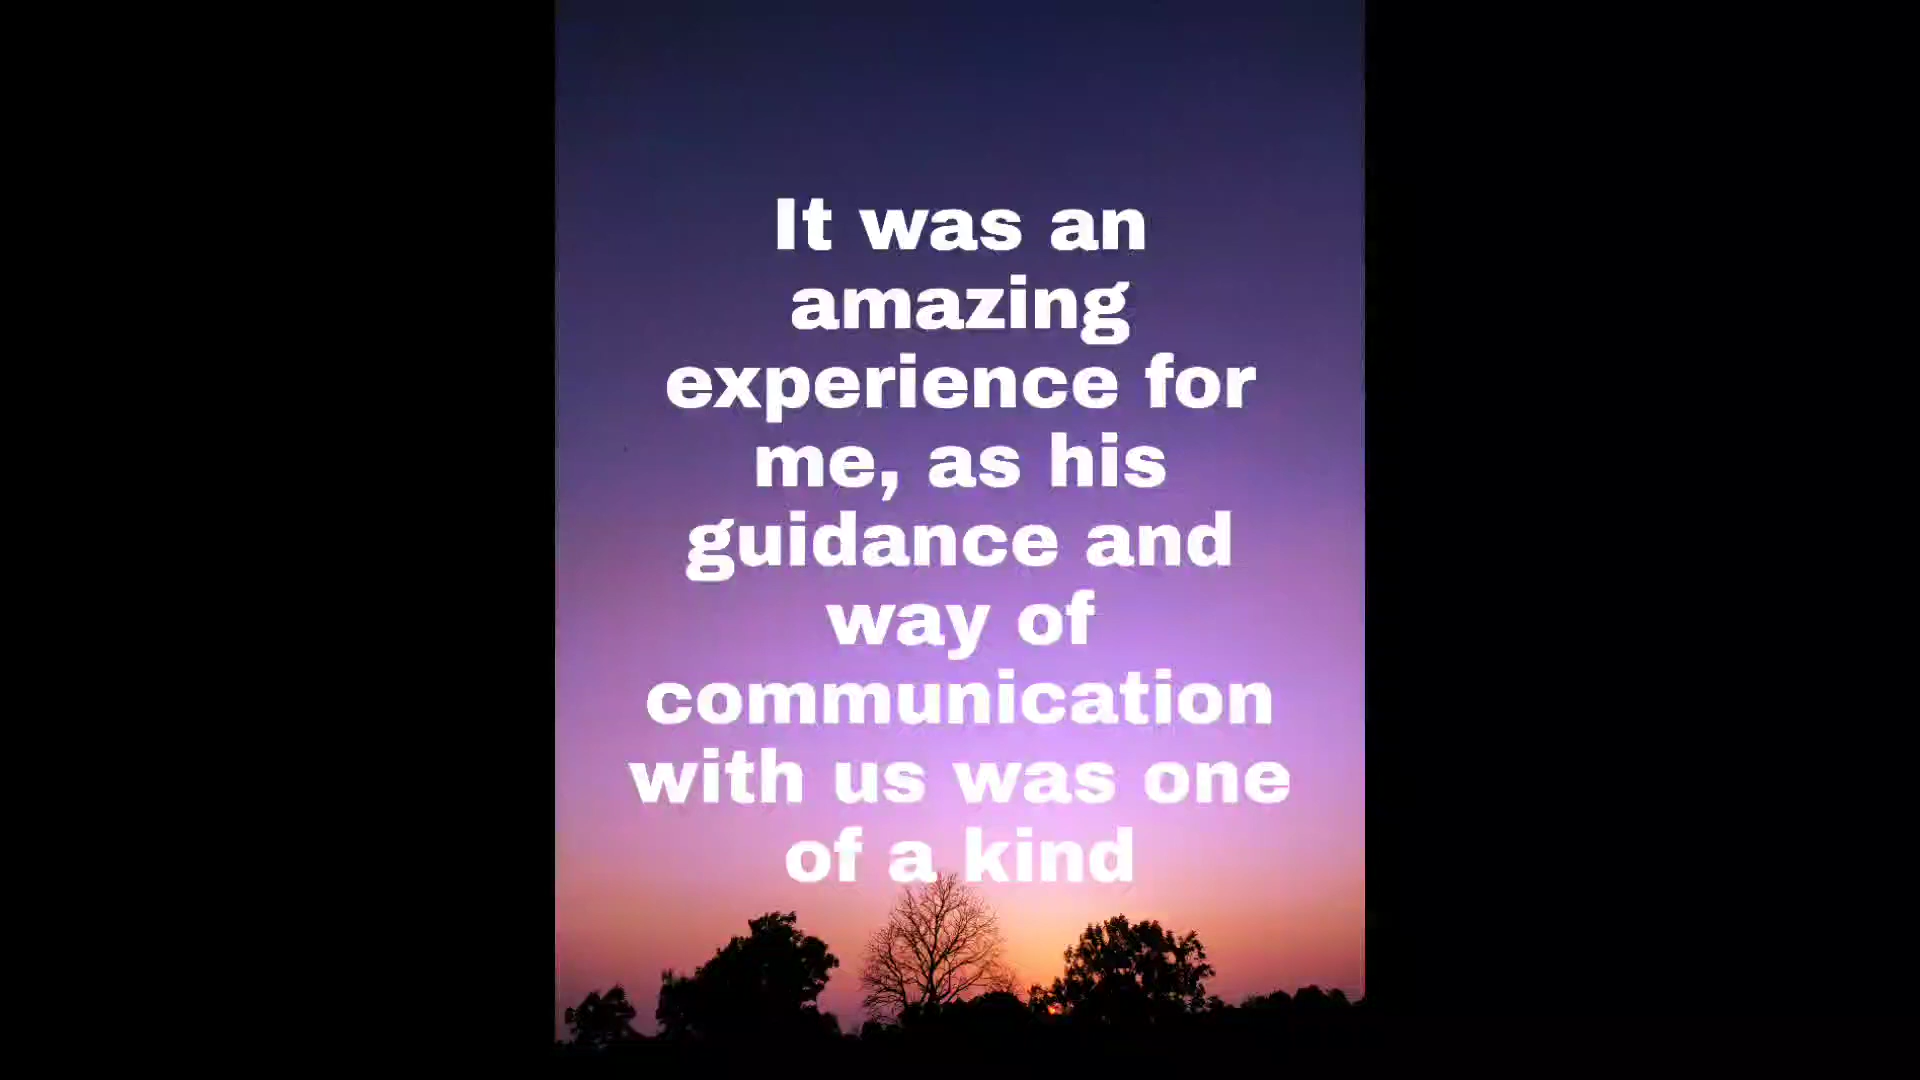 It was an
amazing
experience for
me, as his
guidance and
way of
communication
with us was one
of a kind